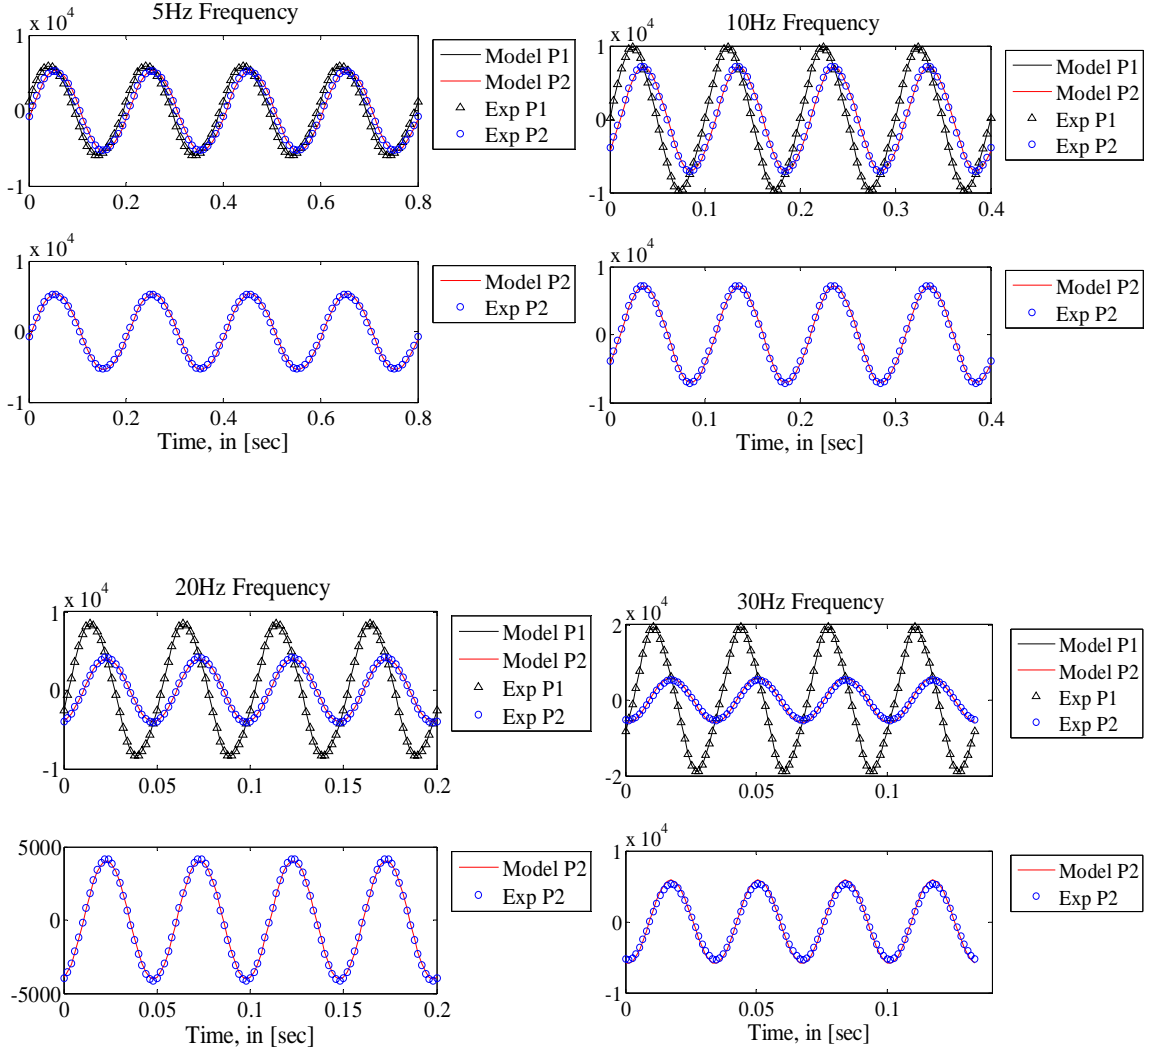 5Hz Frequency
x 10^4
1
0
-1
0 0.2 0.4 0.6 0.8
Model P1
Model P2
Exp P1
Exp P2
x 10^4
1
0
-1
0 0.2 0.4 0.6 0.8
Time, in [sec]
Model P2
Exp P2
10Hz Frequency
x 10^4
1
0
-1
0 0.1 0.2 0.3 0.4
Model P1
Model P2
Exp P1
Exp P2
x 10^4
1
0
-1
0 0.1 0.2 0.3 0.4
Time, in [sec]
Model P2
Exp P2
20Hz Frequency
x 10^4
1
0
-1
0 0.05 0.1 0.15 0.2
Model P1
Model P2
Exp P1
Exp P2
5000
0
-5000
0 0.05 0.1 0.15 0.2
Time, in [sec]
Model P2
Exp P2
30Hz Frequency
x 10^4
2
0
-2
0 0.05 0.1
Model P1
Model P2
Exp P1
Exp P2
x 10^4
1
0
-1
0 0.05 0.1
Time, in [sec]
Model P2
Exp P2